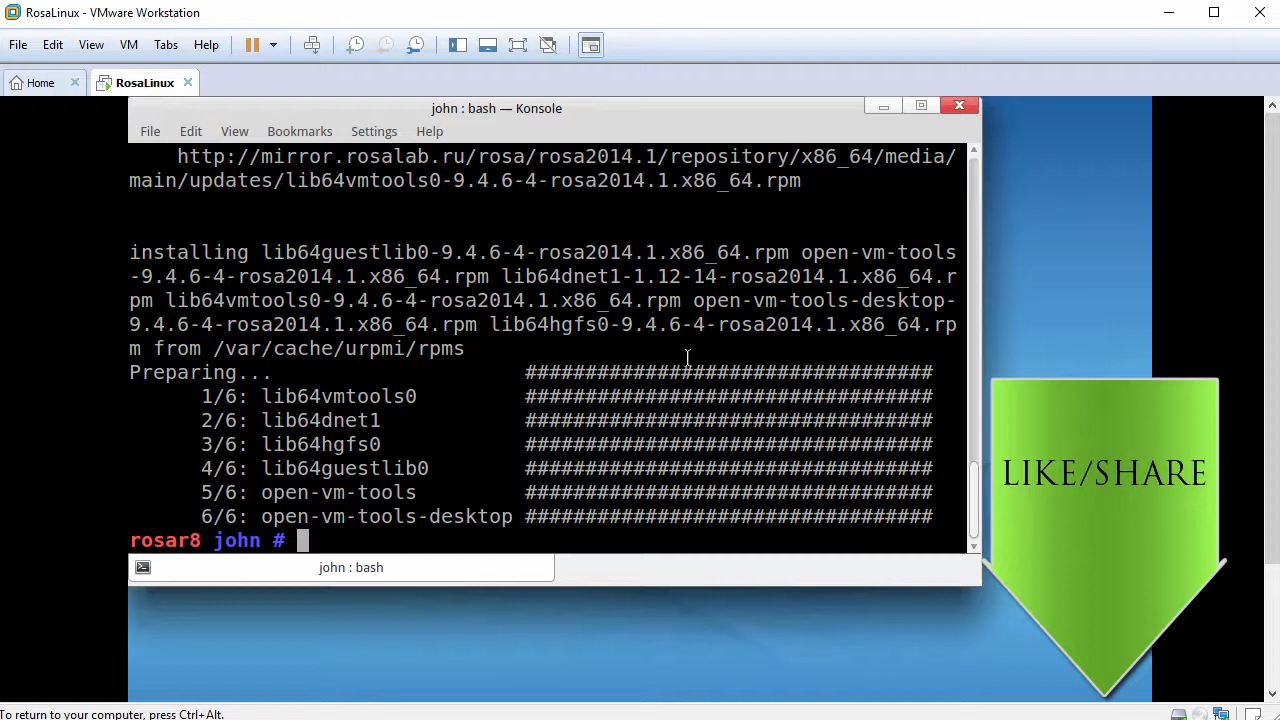 RosaLinux - VMware Workstation
File Edit View VM Tabs Help
Home RosaLinux
john : bash — Konsole
File Edit View Bookmarks Settings Help
http://mirror.rosalab.ru/rosa/rosa2014.1/repository/x86_64/media/
main/updates/lib64vmtools0-9.4.6-4-rosa2014.1.x86_64.rpm
installing lib64guestlib0-9.4.6-4-rosa2014.1.x86_64.rpm open-vm-tools
-9.4.6-4-rosa2014.1.x86_64.rpm lib64dnet1-1.12-14-rosa2014.1.x86_64.r
pm lib64vmtools0-9.4.6-4-rosa2014.1.x86_64.rpm open-vm-tools-desktop-
9.4.6-4-rosa2014.1.x86_64.rpm lib64hgfs0-9.4.6-4-rosa2014.1.x86_64.rp
m from /var/cache/urpmi/rpms
Preparing... ##################################
1/6: lib64vmtools0 ##################################
2/6: lib64dnet1 ##################################
3/6: lib64hgfs0 ##################################
4/6: lib64guestlib0 ##################################
5/6: open-vm-tools ##################################
6/6: open-vm-tools-desktop ##################################
rosar8 john #
john : bash
LIKE/SHARE
To return to your computer, press Ctrl+Alt.